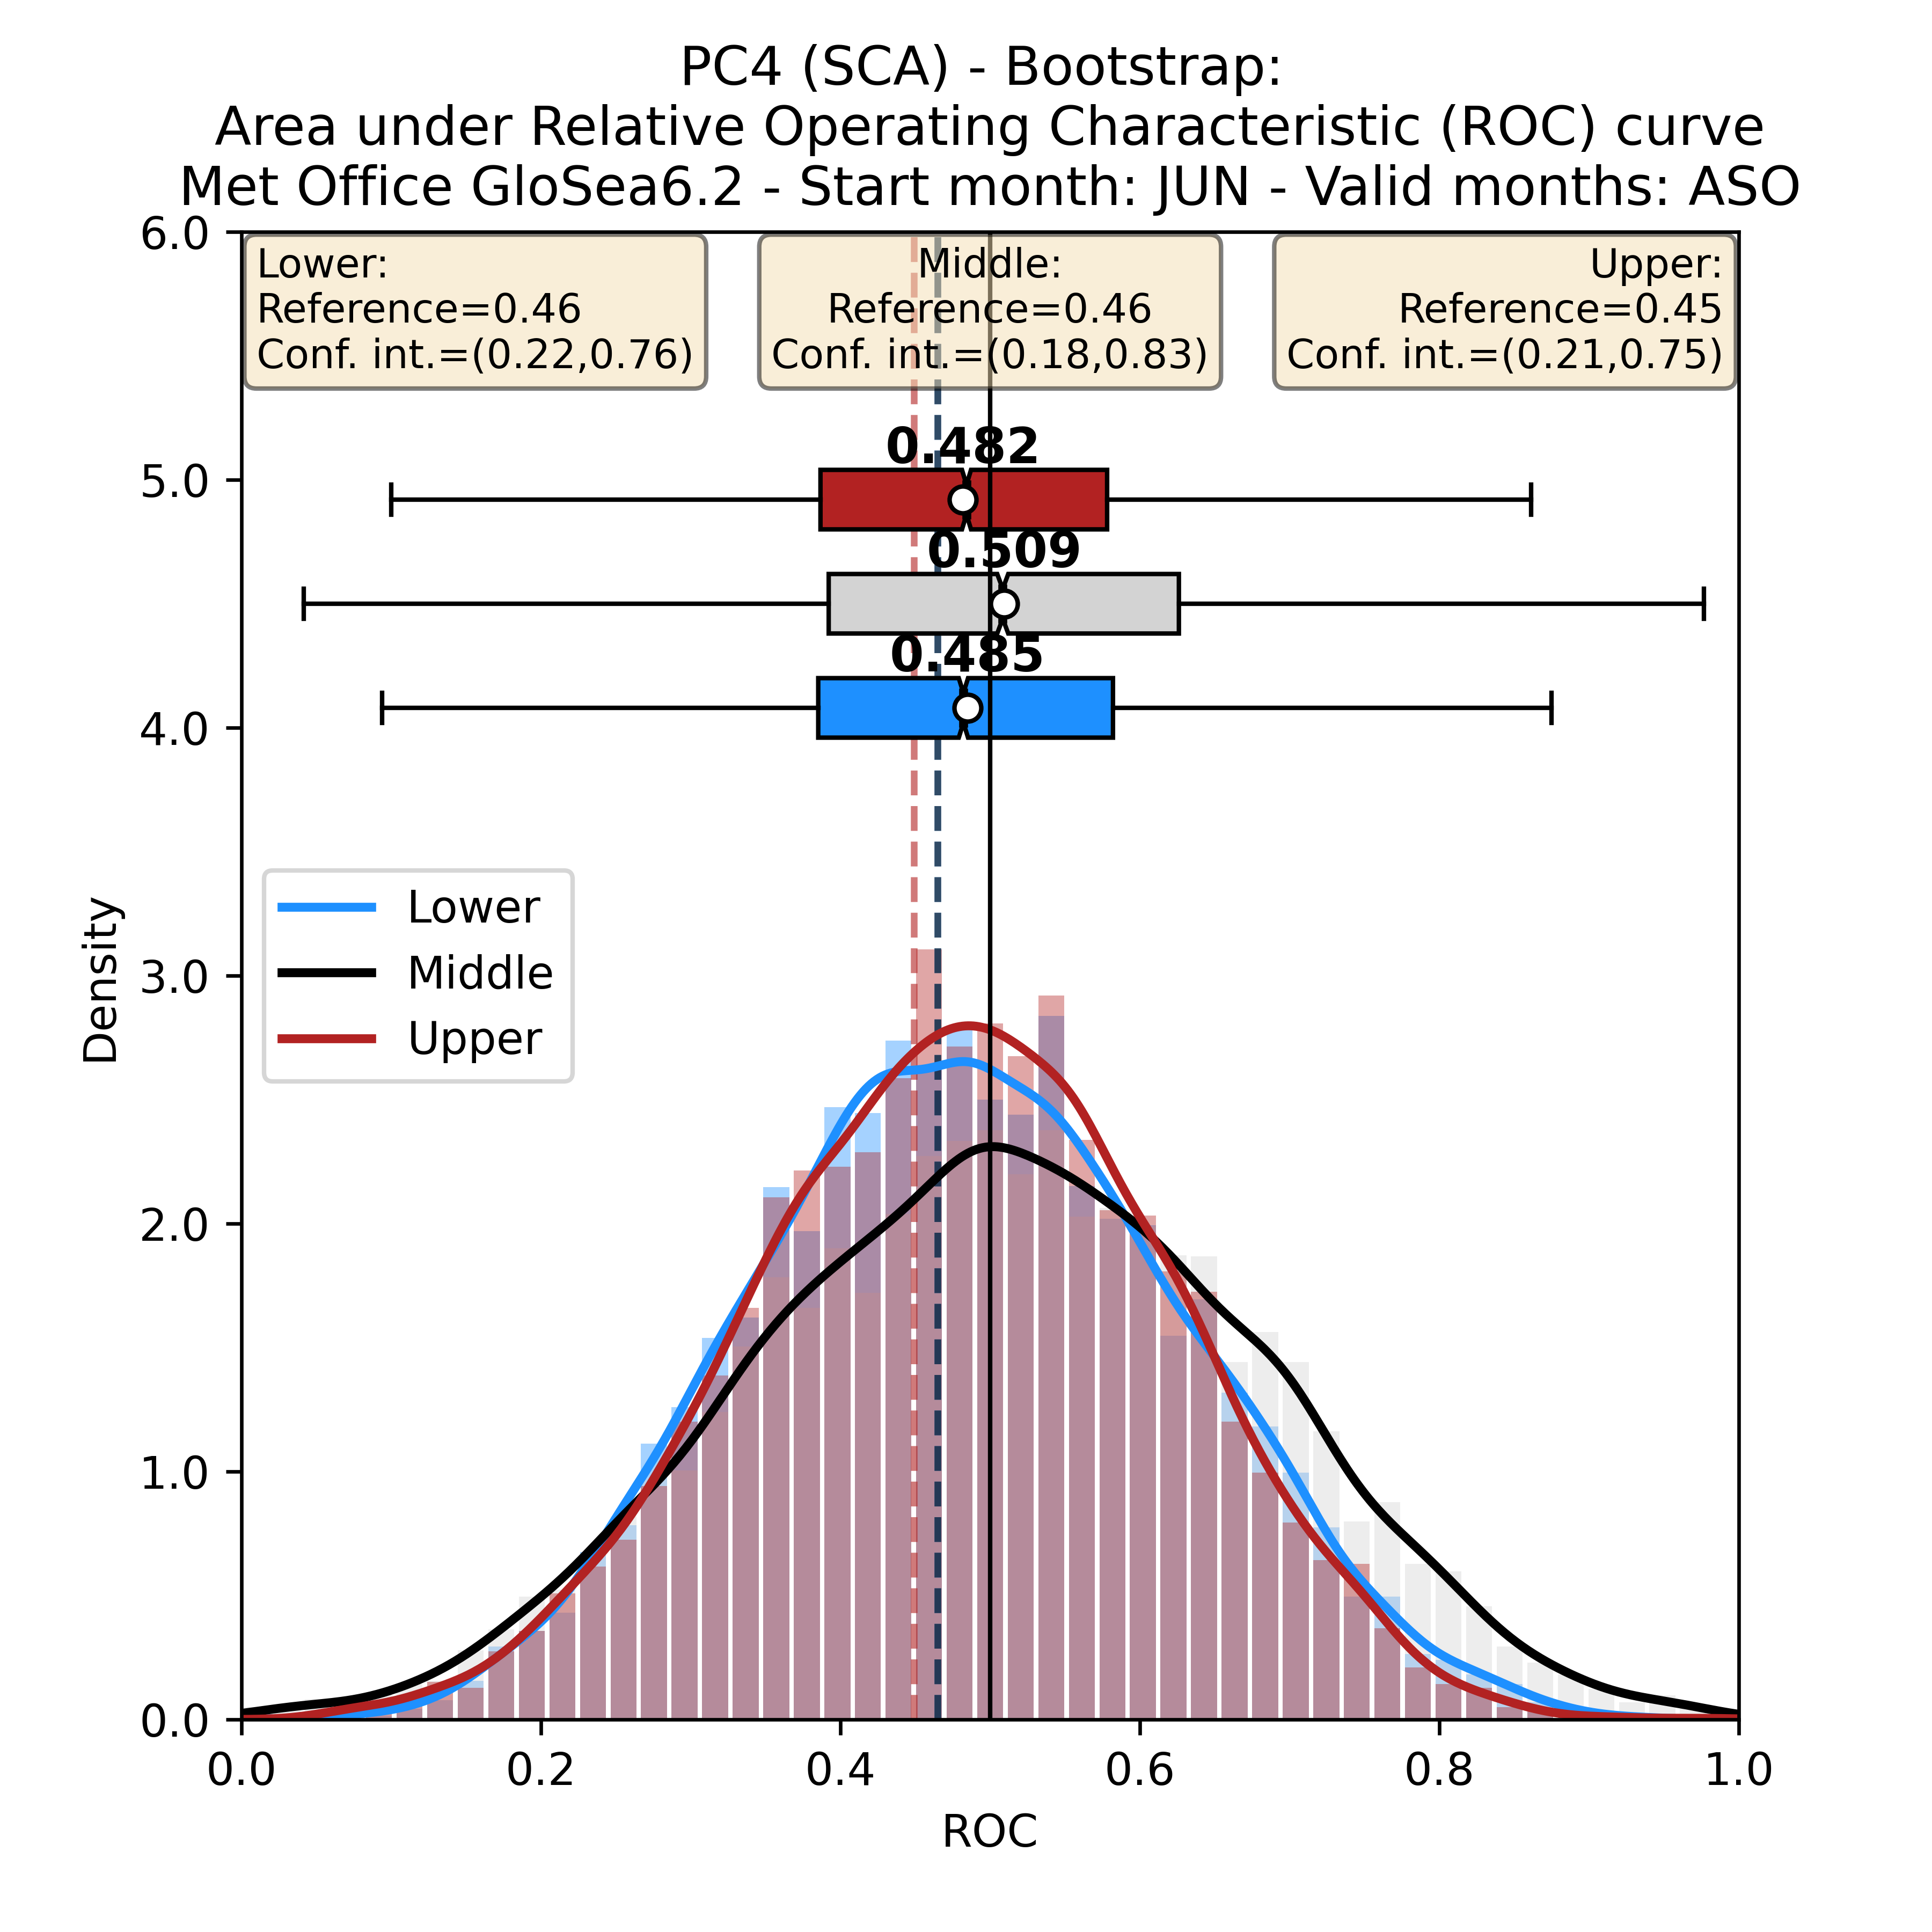 PC4 (SCA) - Bootstrap:
Area under Relative Operating Characteristic (ROC) curve
Met Office GloSea6.2 - Start month: JUN - Valid months: ASO
Lower:
Reference=0.46
Conf. int.=(0.22,0.76)
Middle:
Reference=0.46
Conf. int.=(0.18,0.83)
Upper:
Reference=0.45
Conf. int.=(0.21,0.75)
0.482
0.509
0.485
6.0
5.0
4.0
3.0
2.0
1.0
0.0
Density
Lower
Middle
Upper
0.0 0.2 0.4 0.6 0.8 1.0
ROC